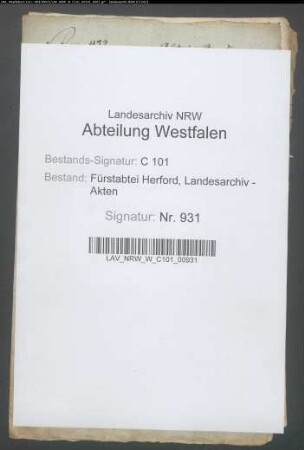 Landesarchiv NRW
Abteilung Westfalen
Bestands-Signatur: C 101
Bestand: Fürstabtei Herford, Landesarchiv -
Akten
Signatur: Nr. 931
LAV_NRW_W_C101_00931